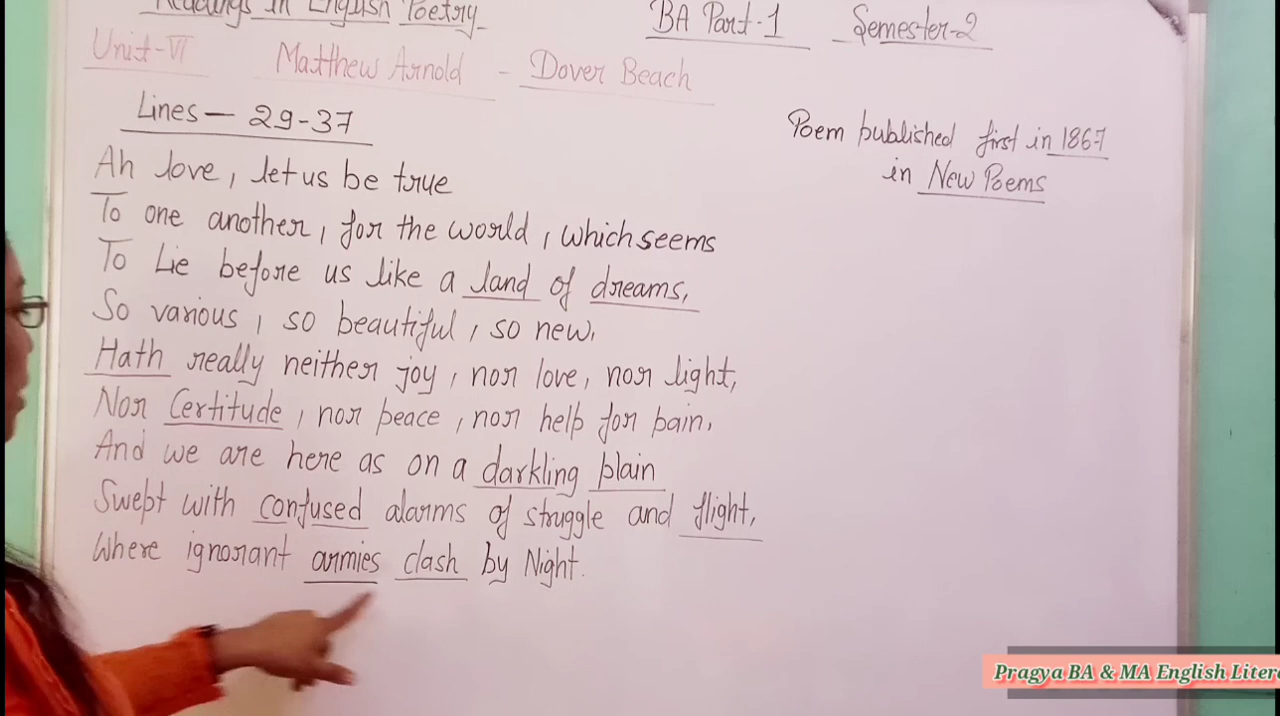 Readings in English Poetry
BA Part-1 Semester-2
Unit-VI Matthew Arnold - Dover Beach
Lines- 29-37
Poem published first in 1867
in New Poems
Ah love, let us be true
To one another, for the world, which seems
To Lie before us like a land of dreams,
So various, so beautiful, so new,
Hath really neither joy, nor love, nor light,
Nor Certitude, nor peace, nor help for pain,
And we are here as on a darkling plain
Swept with confused alarms of struggle and flight,
Where ignorant armies clash by Night.
Pragya BA & MA English